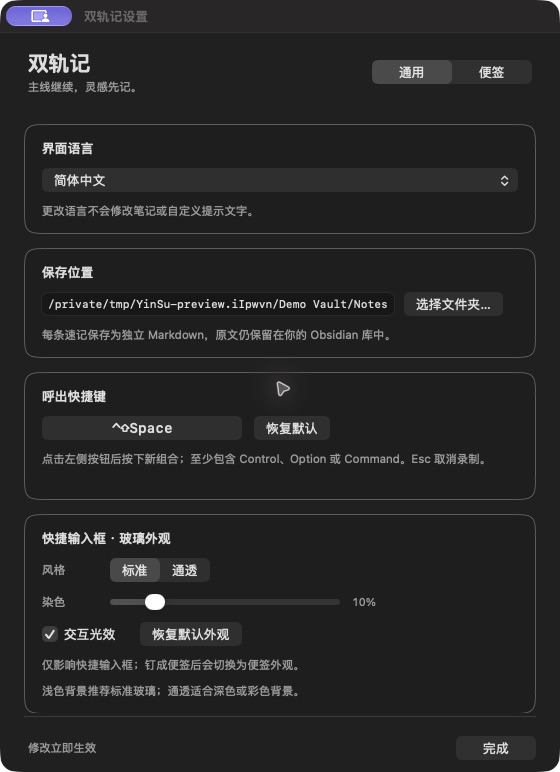 双轨记设置
双轨记
主线继续，灵感先记。
通用 便签
界面语言
简体中文
更改语言不会修改笔记或自定义提示文字。
保存位置
/private/tmp/YinSu-preview.iIpwvn/Demo Vault/Notes 选择文件夹...
每条速记保存为独立 Markdown，原文仍保留在你的 Obsidian 库中。
呼出快捷键
^⇧Space 恢复默认
点击左侧按钮后按下新组合；至少包含 Control、Option 或 Command。Esc 取消录制。
快捷输入框 · 玻璃外观
风格 标准 通透
染色 10%
交互光效 恢复默认外观
仅影响快捷输入框；钉成便签后会切换为便签外观。
浅色背景推荐标准玻璃；通透适合深色或彩色背景。
修改立即生效 完成